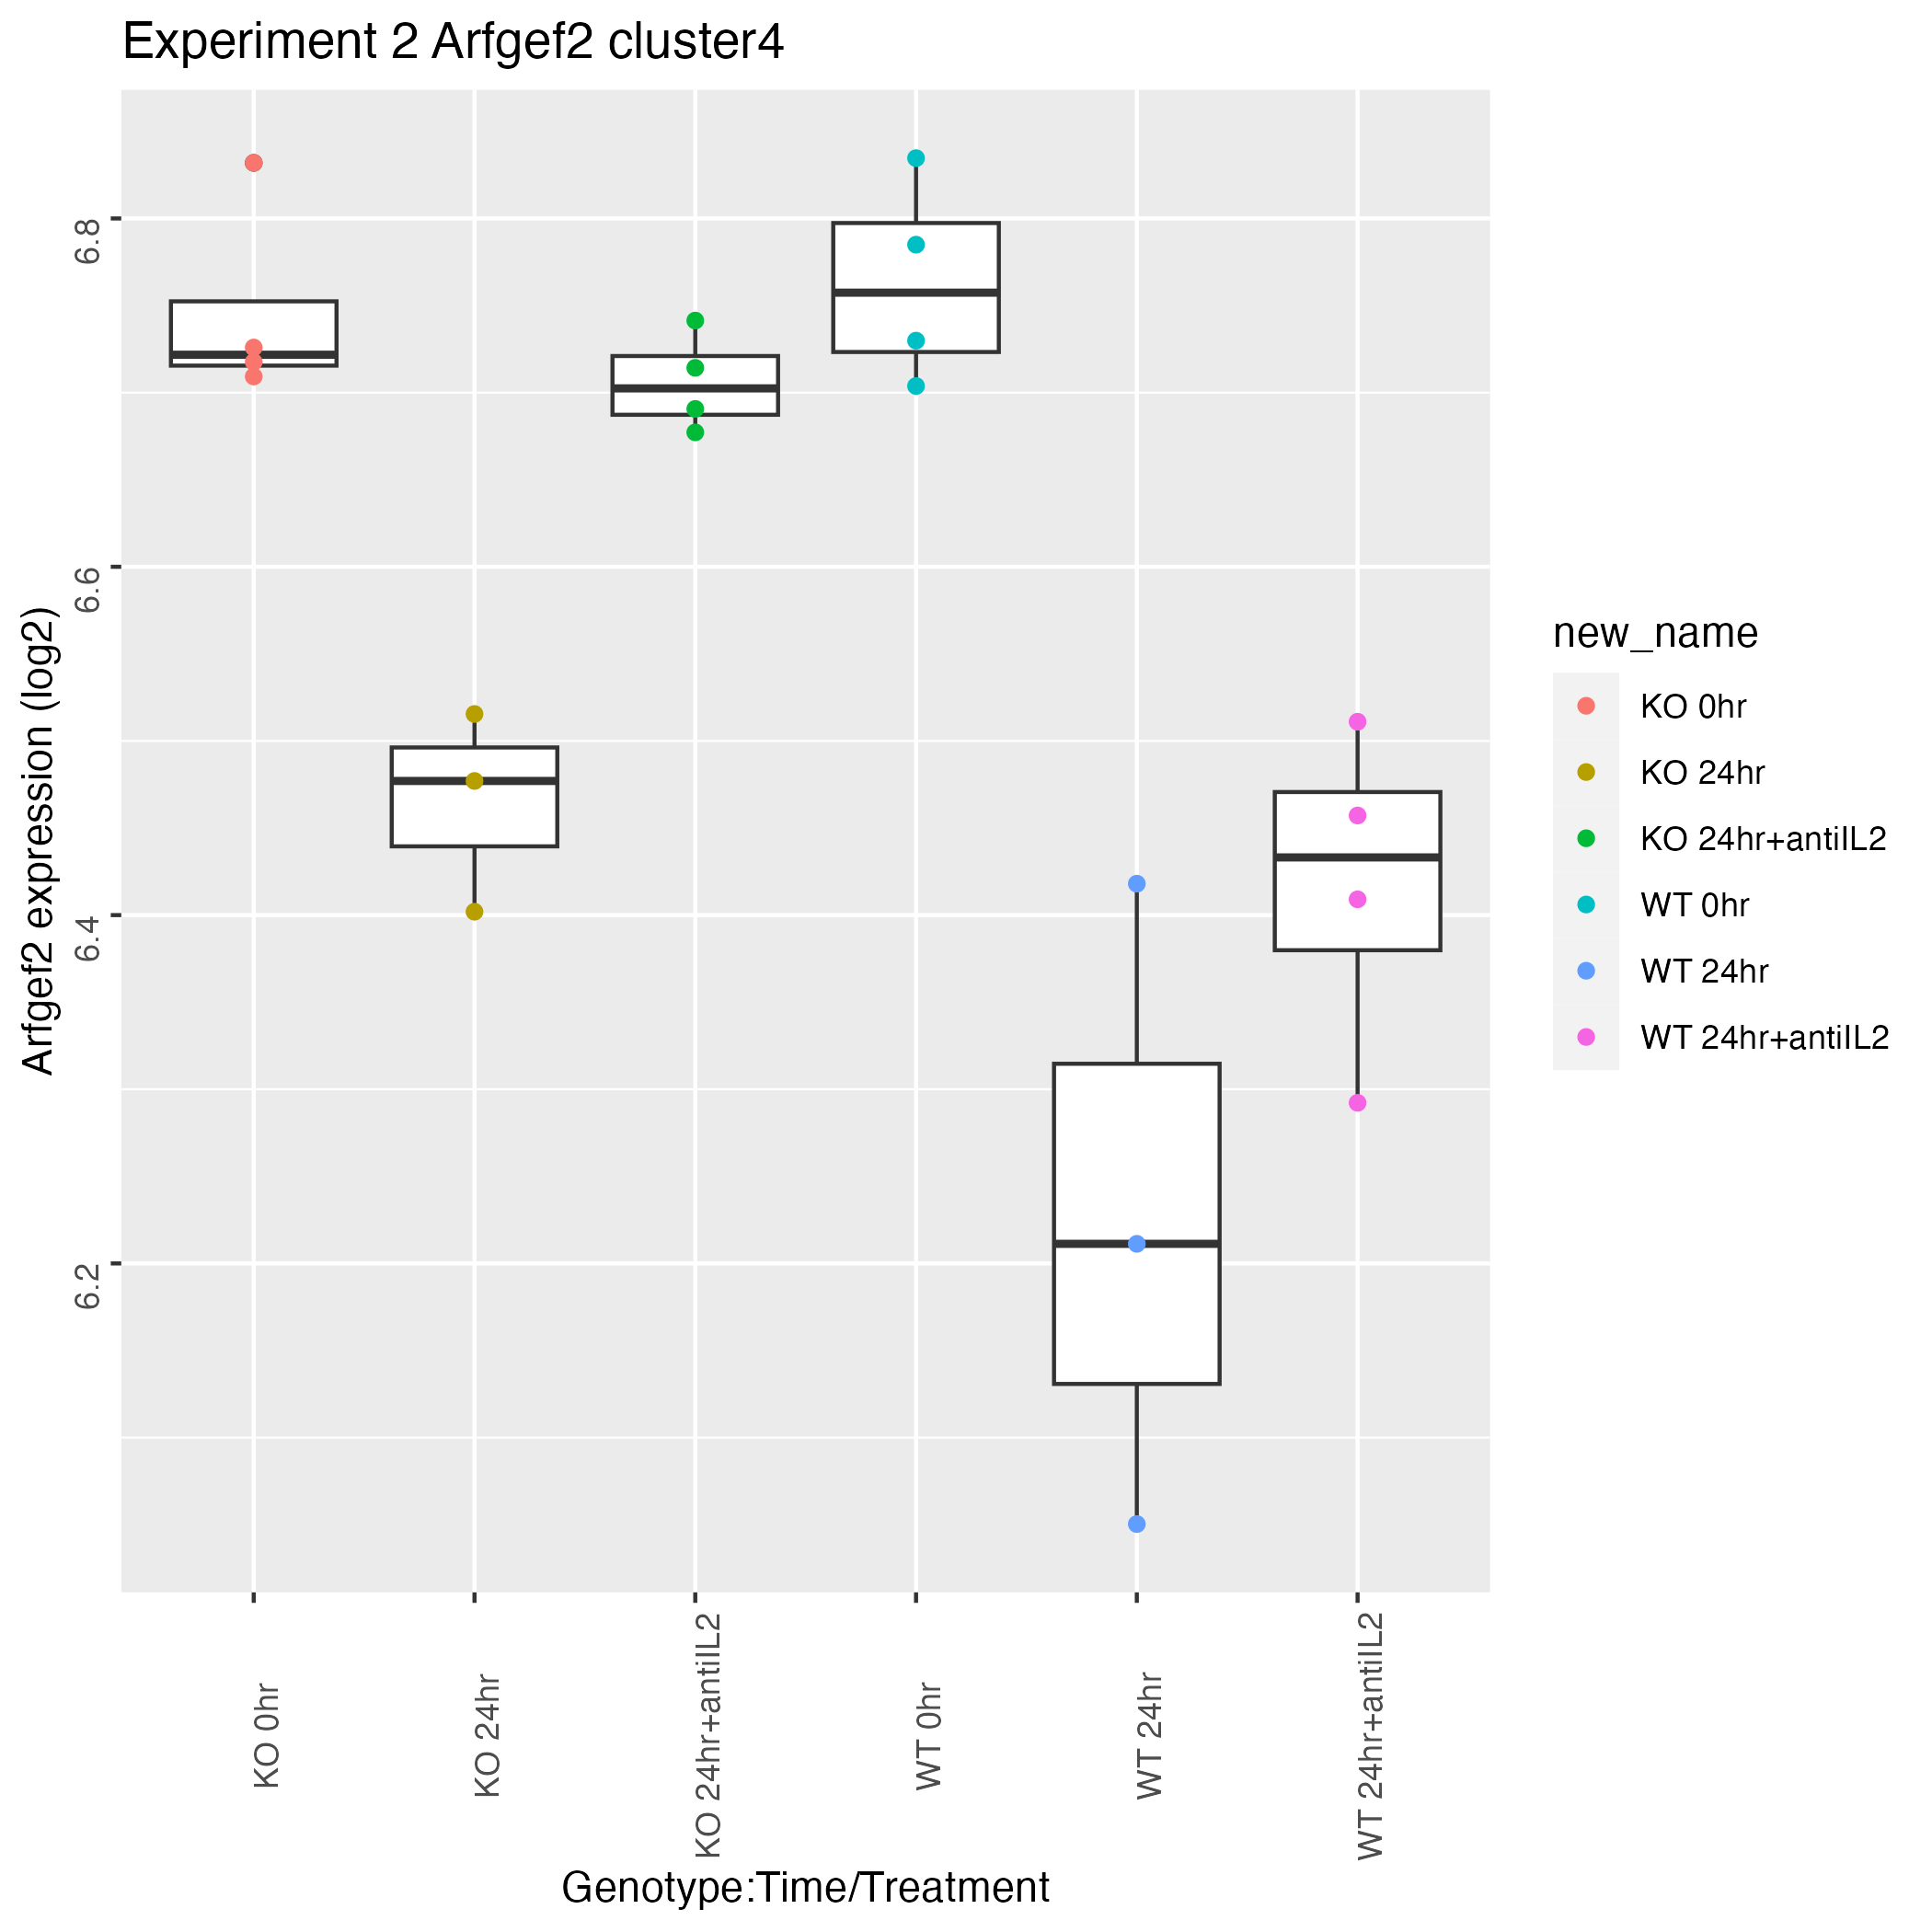 Experiment 2 Arfgef2 cluster4
Arfgef2 expression (log2)
6.8
6.6
6.4
6.2
KO 0hr
KO 24hr
KO 24hr+antiIL2
WT 0hr
WT 24hr
WT 24hr+antiIL2
Genotype:Time/Treatment
new_name
KO 0hr
KO 24hr
KO 24hr+antiIL2
WT 0hr
WT 24hr
WT 24hr+antiIL2